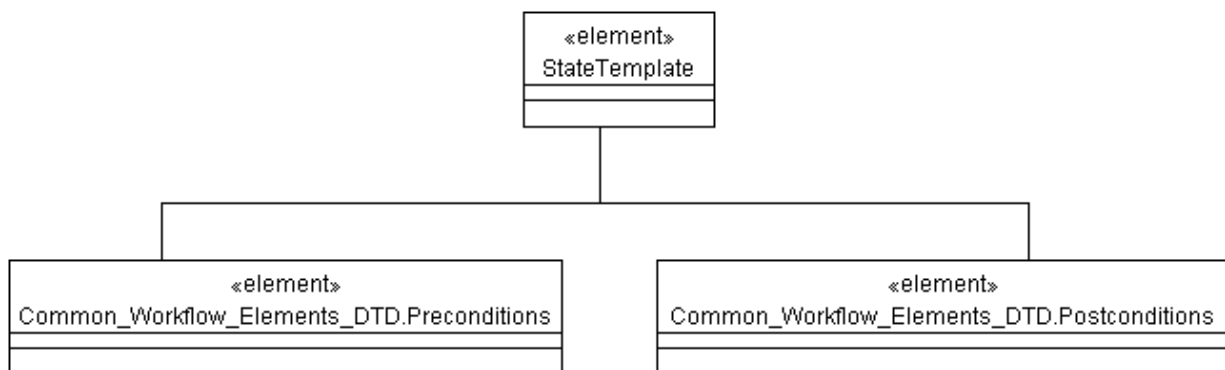 «element»
StateTemplate
«element»
Common_Workflow_Elements_DTD.Preconditions
«element»
Common_Workflow_Elements_DTD.Postconditions